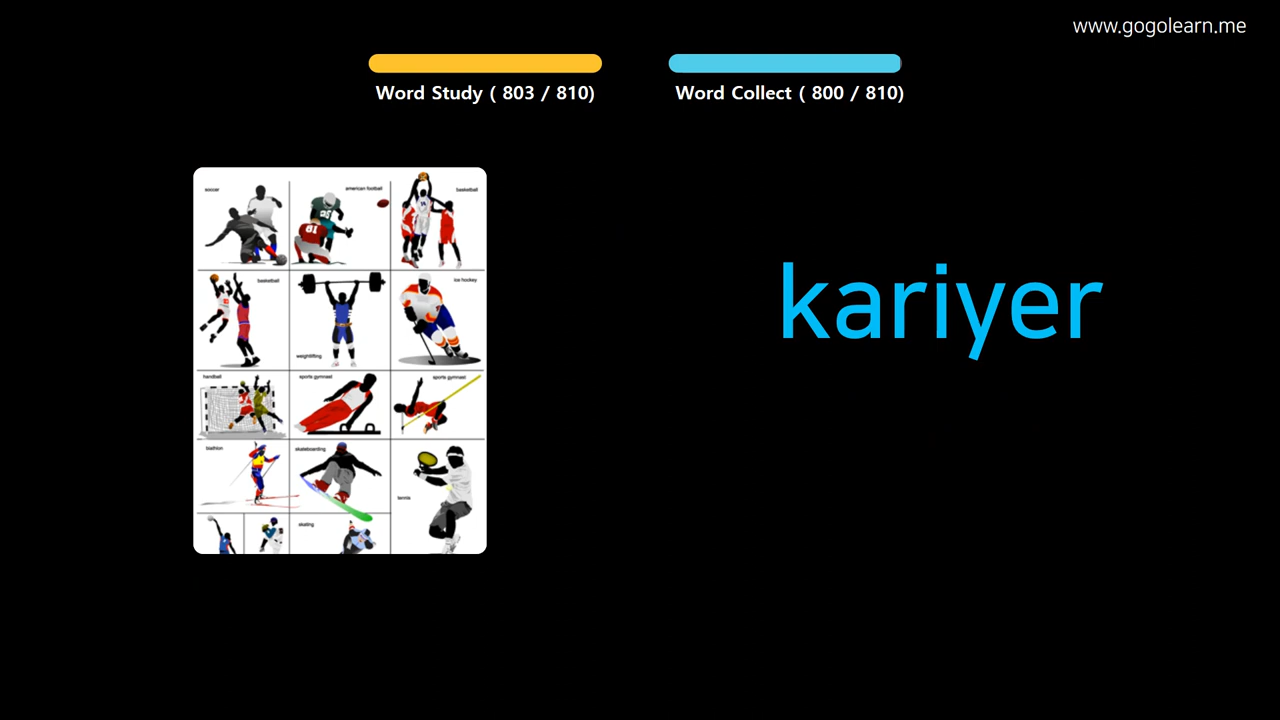 www.gogolearn.me
Word Study ( 803 / 810)
Word Collect ( 800 / 810)
soccer
american football
basketball
basketball
weightlifting
ice hockey
handball
sports gymnast
sports gymnast
biathlon
skateboarding
tennis
skating
kariyer